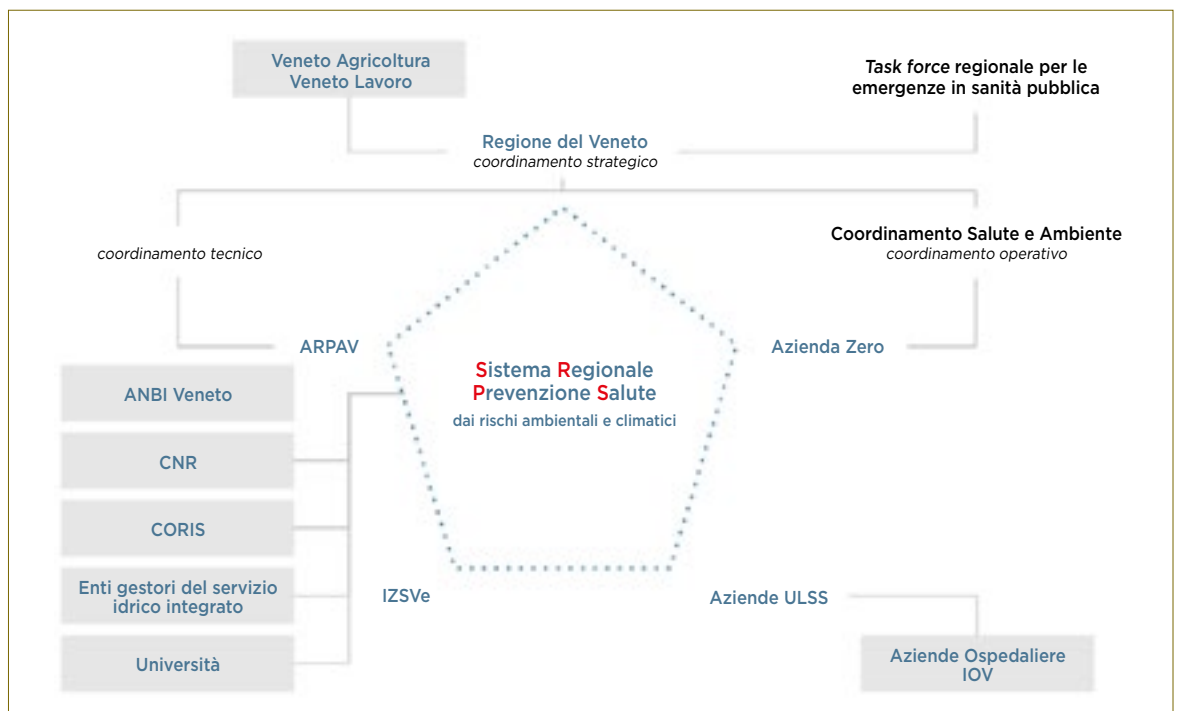 Veneto Agricoltura
Veneto Lavoro
Task force regionale per le
emergenze in sanità pubblica
Regione del Veneto
coordinamento strategico
coordinamento tecnico
Coordinamento Salute e Ambiente
coordinamento operativo
ARPAV
Azienda Zero
Sistema Regionale
Prevenzione Salute
dai rischi ambientali e climatici
ANBI Veneto
CNR
CORIS
Enti gestori del servizio
idrico integrato
Università
IZSVe
Aziende ULSS
Aziende Ospedaliere
IOV